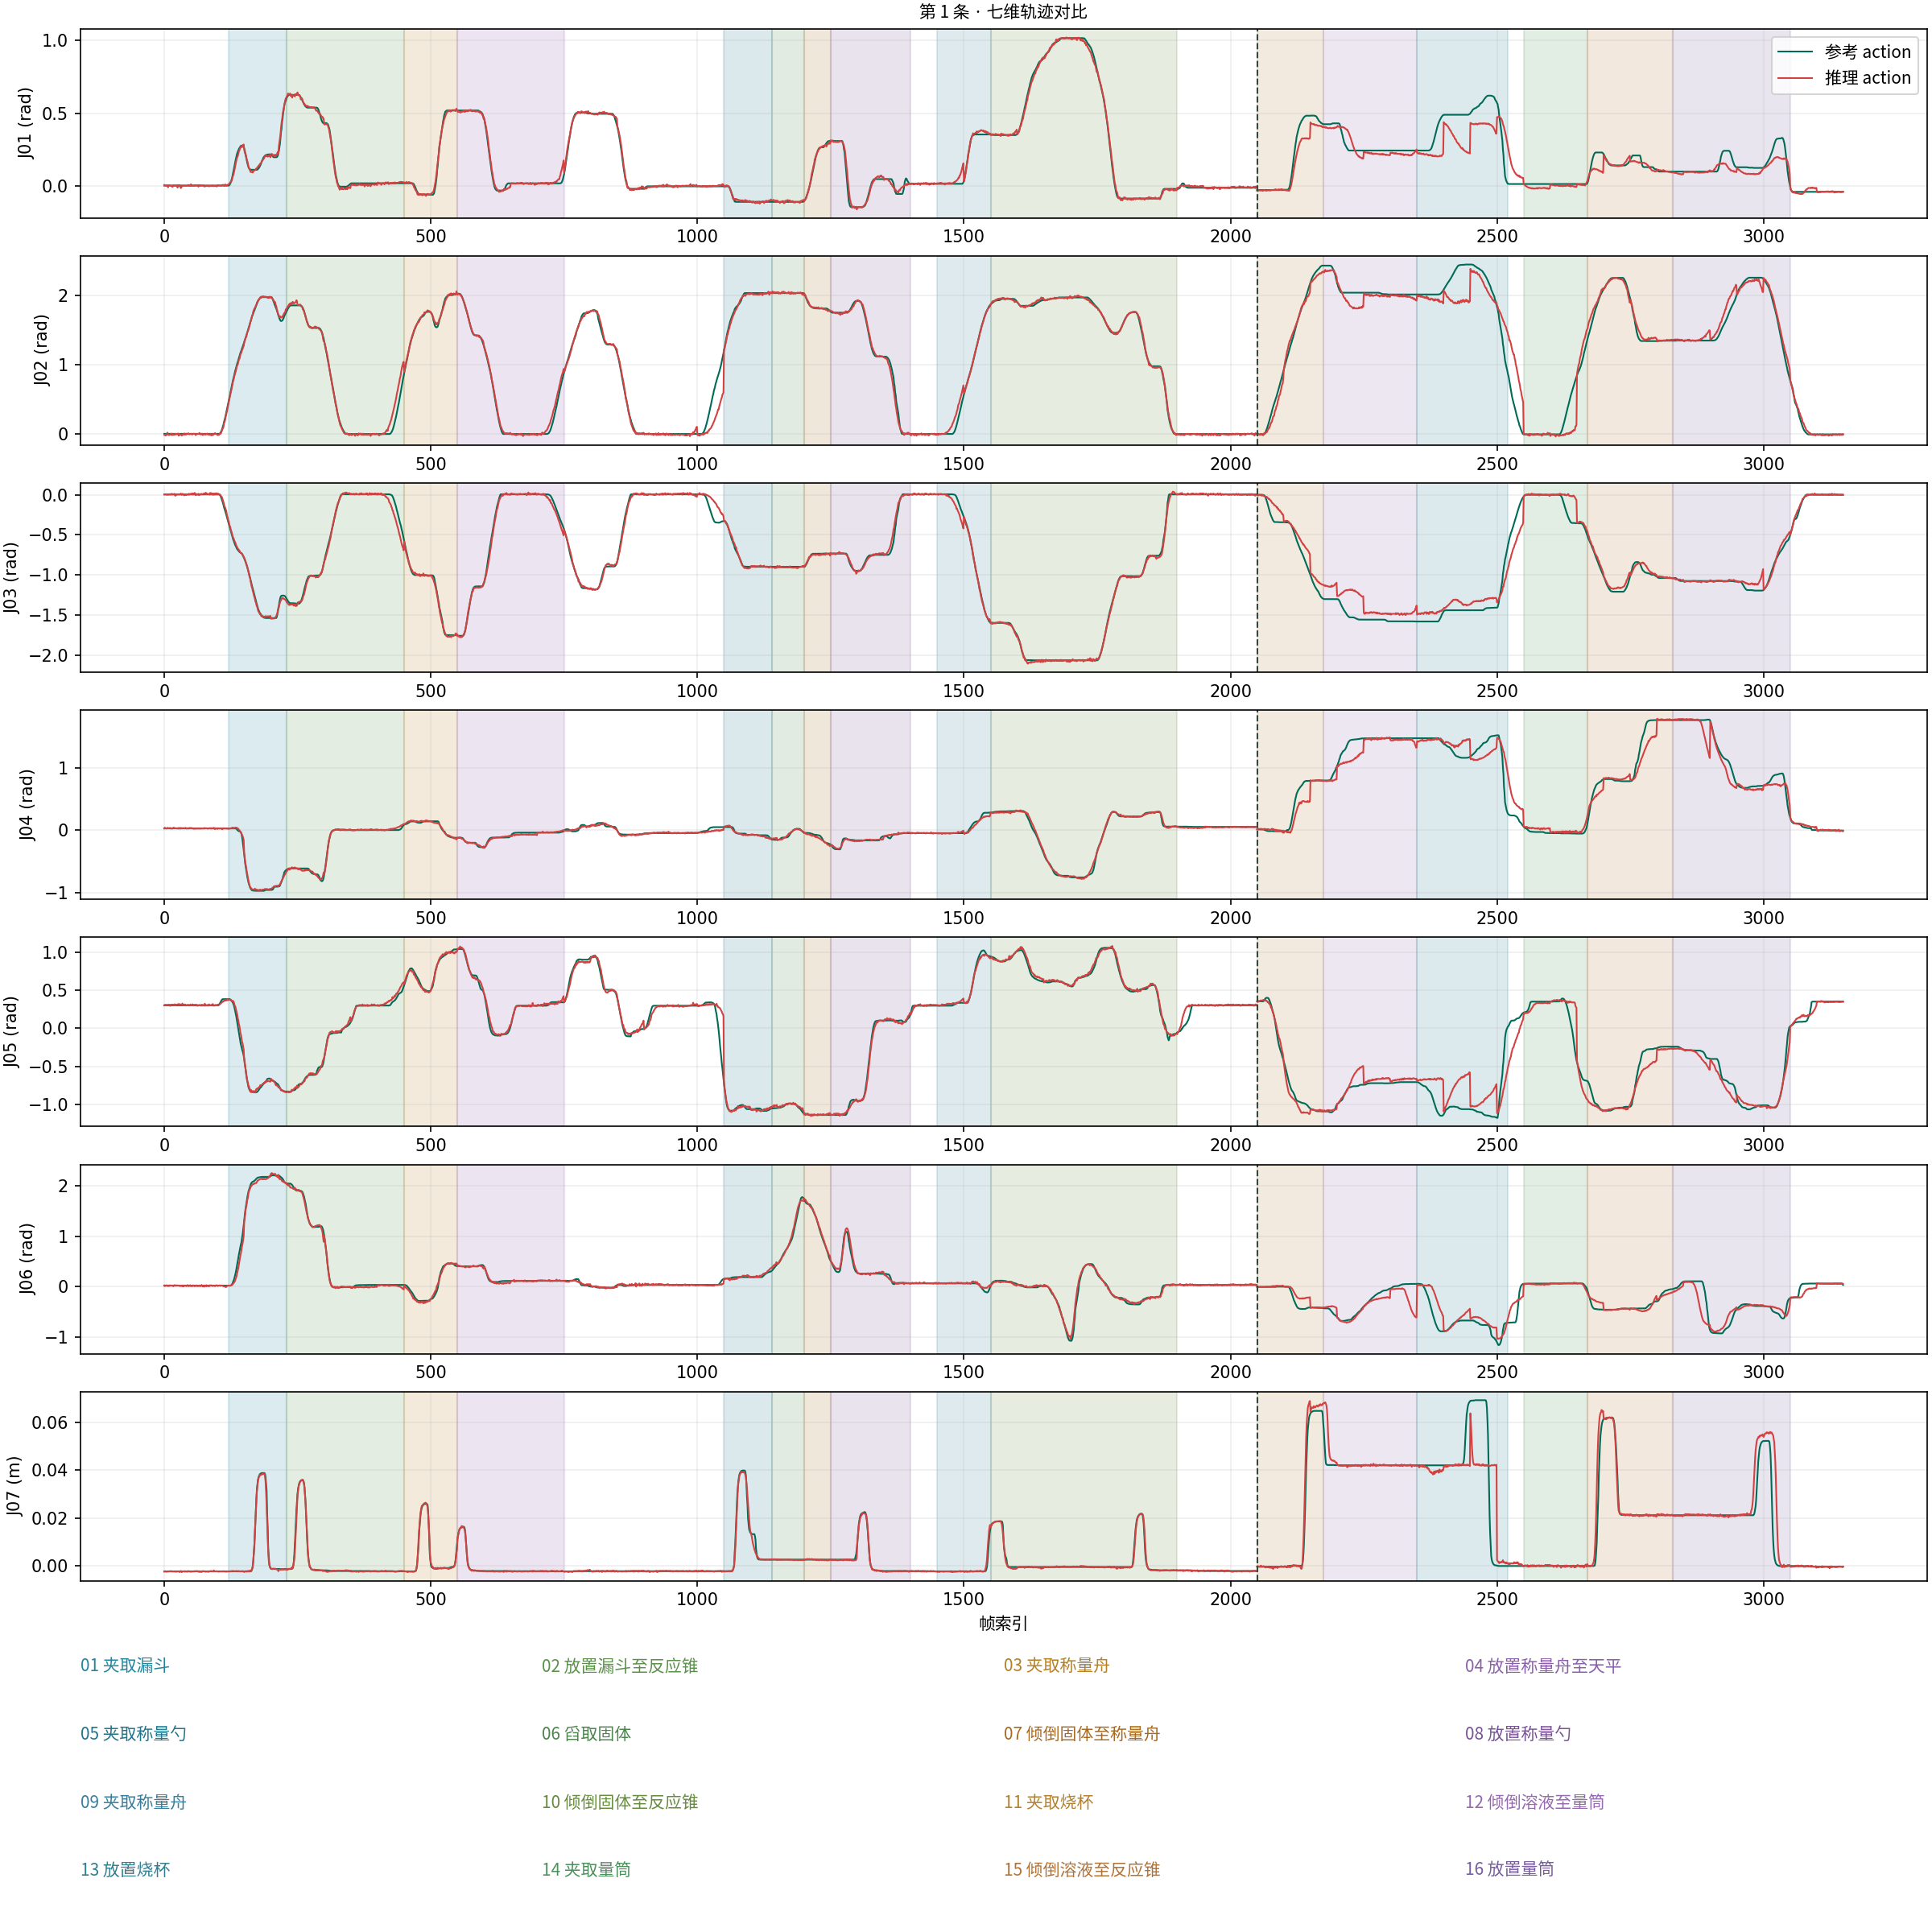 第 1 条 · 七维轨迹对比
参考 action
推理 action
J01 (rad)
1.0
0.5
0.0
0 500 1000 1500 2000 2500 3000
J02 (rad)
2
1
0
0 500 1000 1500 2000 2500 3000
J03 (rad)
0.0
−0.5
−1.0
−1.5
−2.0
0 500 1000 1500 2000 2500 3000
J04 (rad)
1
0
−1
0 500 1000 1500 2000 2500 3000
J05 (rad)
1.0
0.5
0.0
−0.5
−1.0
0 500 1000 1500 2000 2500 3000
J06 (rad)
2
1
0
−1
0 500 1000 1500 2000 2500 3000
J07 (m)
0.06
0.04
0.02
0.00
0 500 1000 1500 2000 2500 3000
帧索引
01 夹取漏斗
02 放置漏斗至反应锥
03 夹取称量舟
04 放置称量舟至天平
05 夹取称量勺
06 舀取固体
07 倾倒固体至称量舟
08 放置称量勺
09 夹取称量舟
10 倾倒固体至反应锥
11 夹取烧杯
12 倾倒溶液至量筒
13 放置烧杯
14 夹取量筒
15 倾倒溶液至反应锥
16 放置量筒